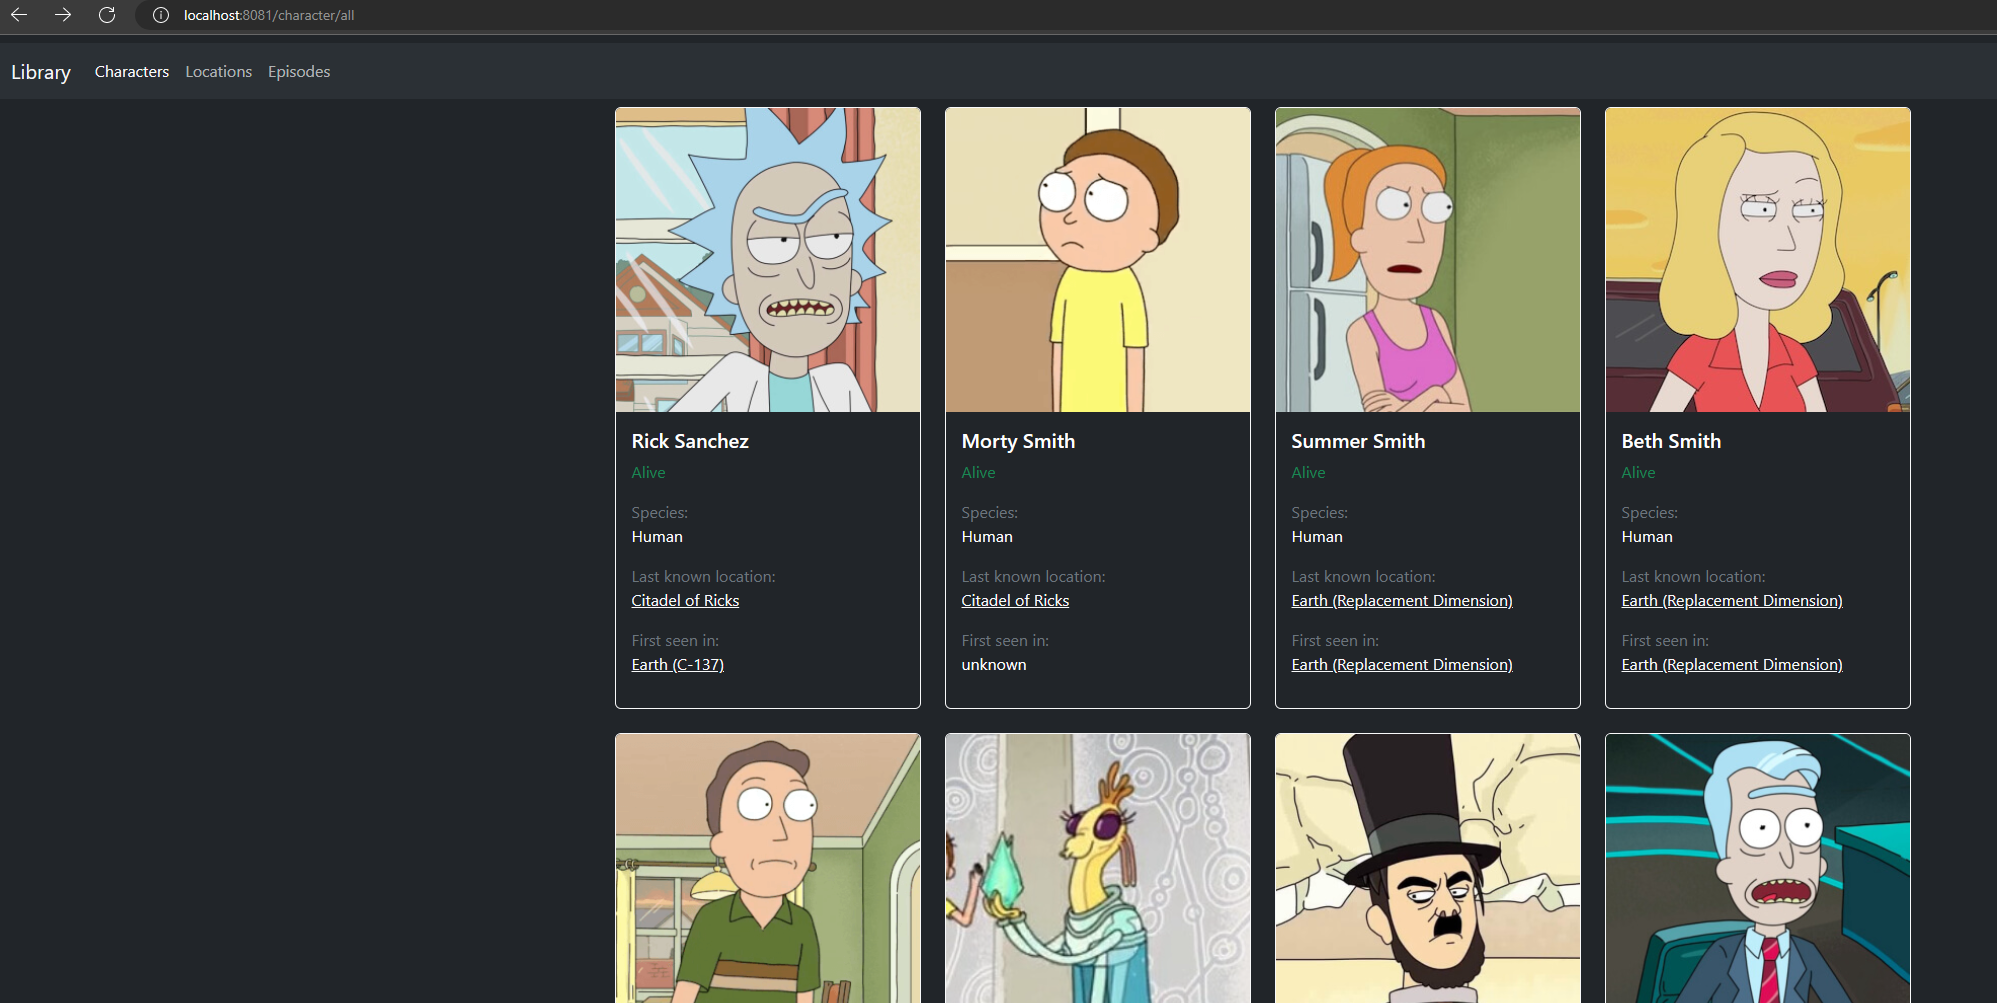 localhost:8081/character/all
Library Characters Locations Episodes
Rick Sanchez
Alive
Species:
Human
Last known location:
Citadel of Ricks
First seen in:
Earth (C-137)
Morty Smith
Alive
Species:
Human
Last known location:
Citadel of Ricks
First seen in:
unknown
Summer Smith
Alive
Species:
Human
Last known location:
Earth (Replacement Dimension)
First seen in:
Earth (Replacement Dimension)
Beth Smith
Alive
Species:
Human
Last known location:
Earth (Replacement Dimension)
First seen in:
Earth (Replacement Dimension)